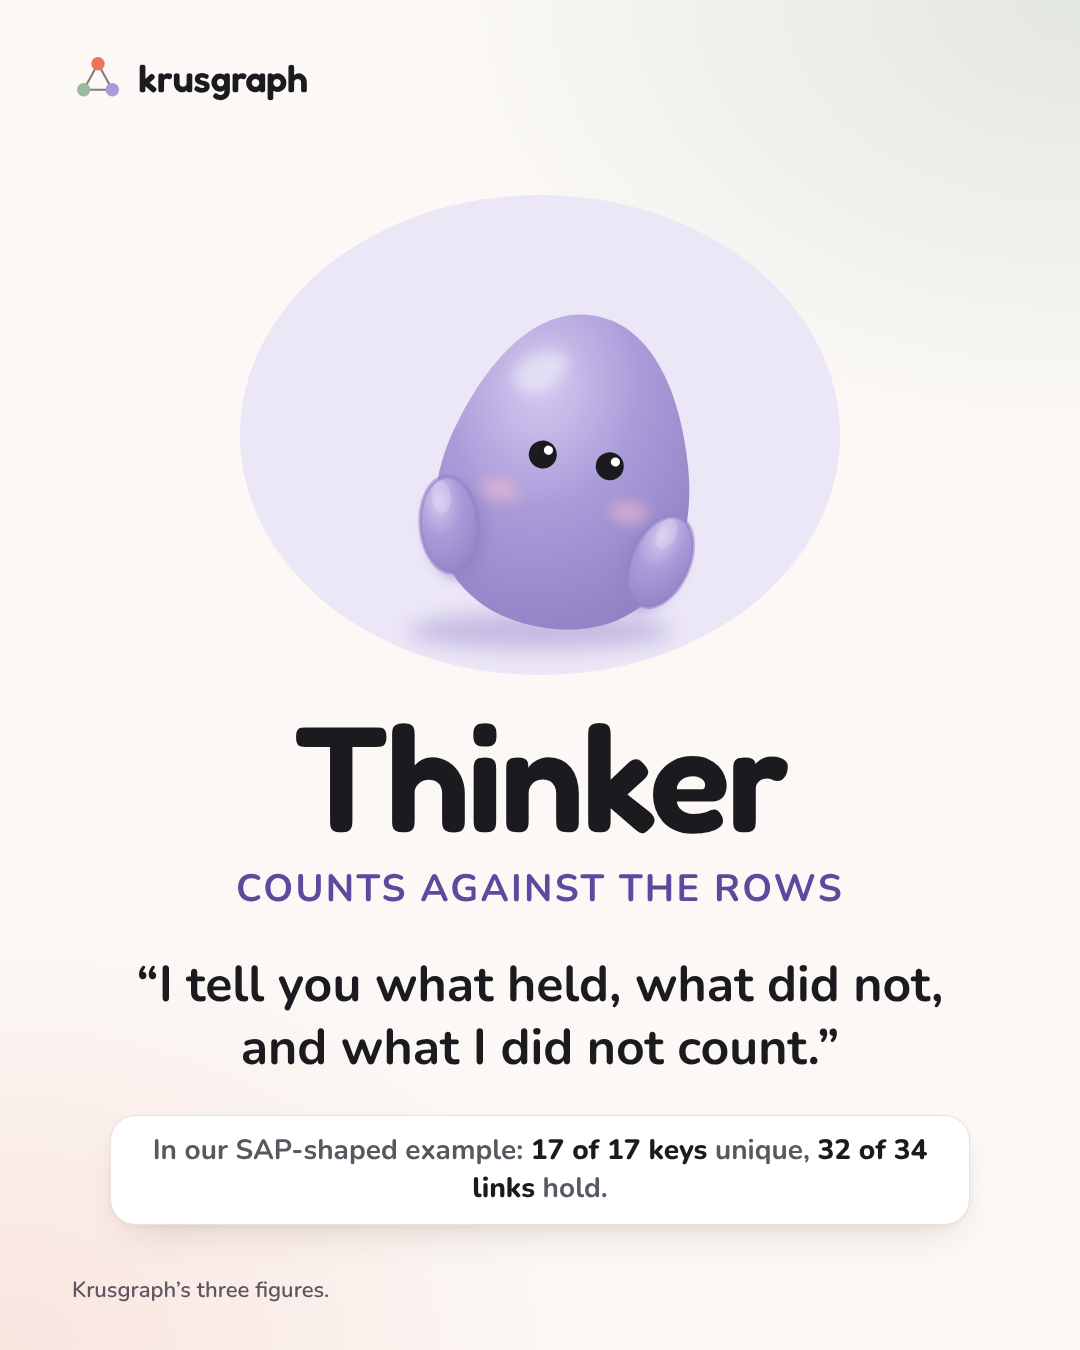 krusgraph
Thinker
COUNTS AGAINST THE ROWS
“I tell you what held, what did not,
and what I did not count.”
In our SAP-shaped example: 17 of 17 keys unique, 32 of 34
links hold.
Krusgraph’s three figures.